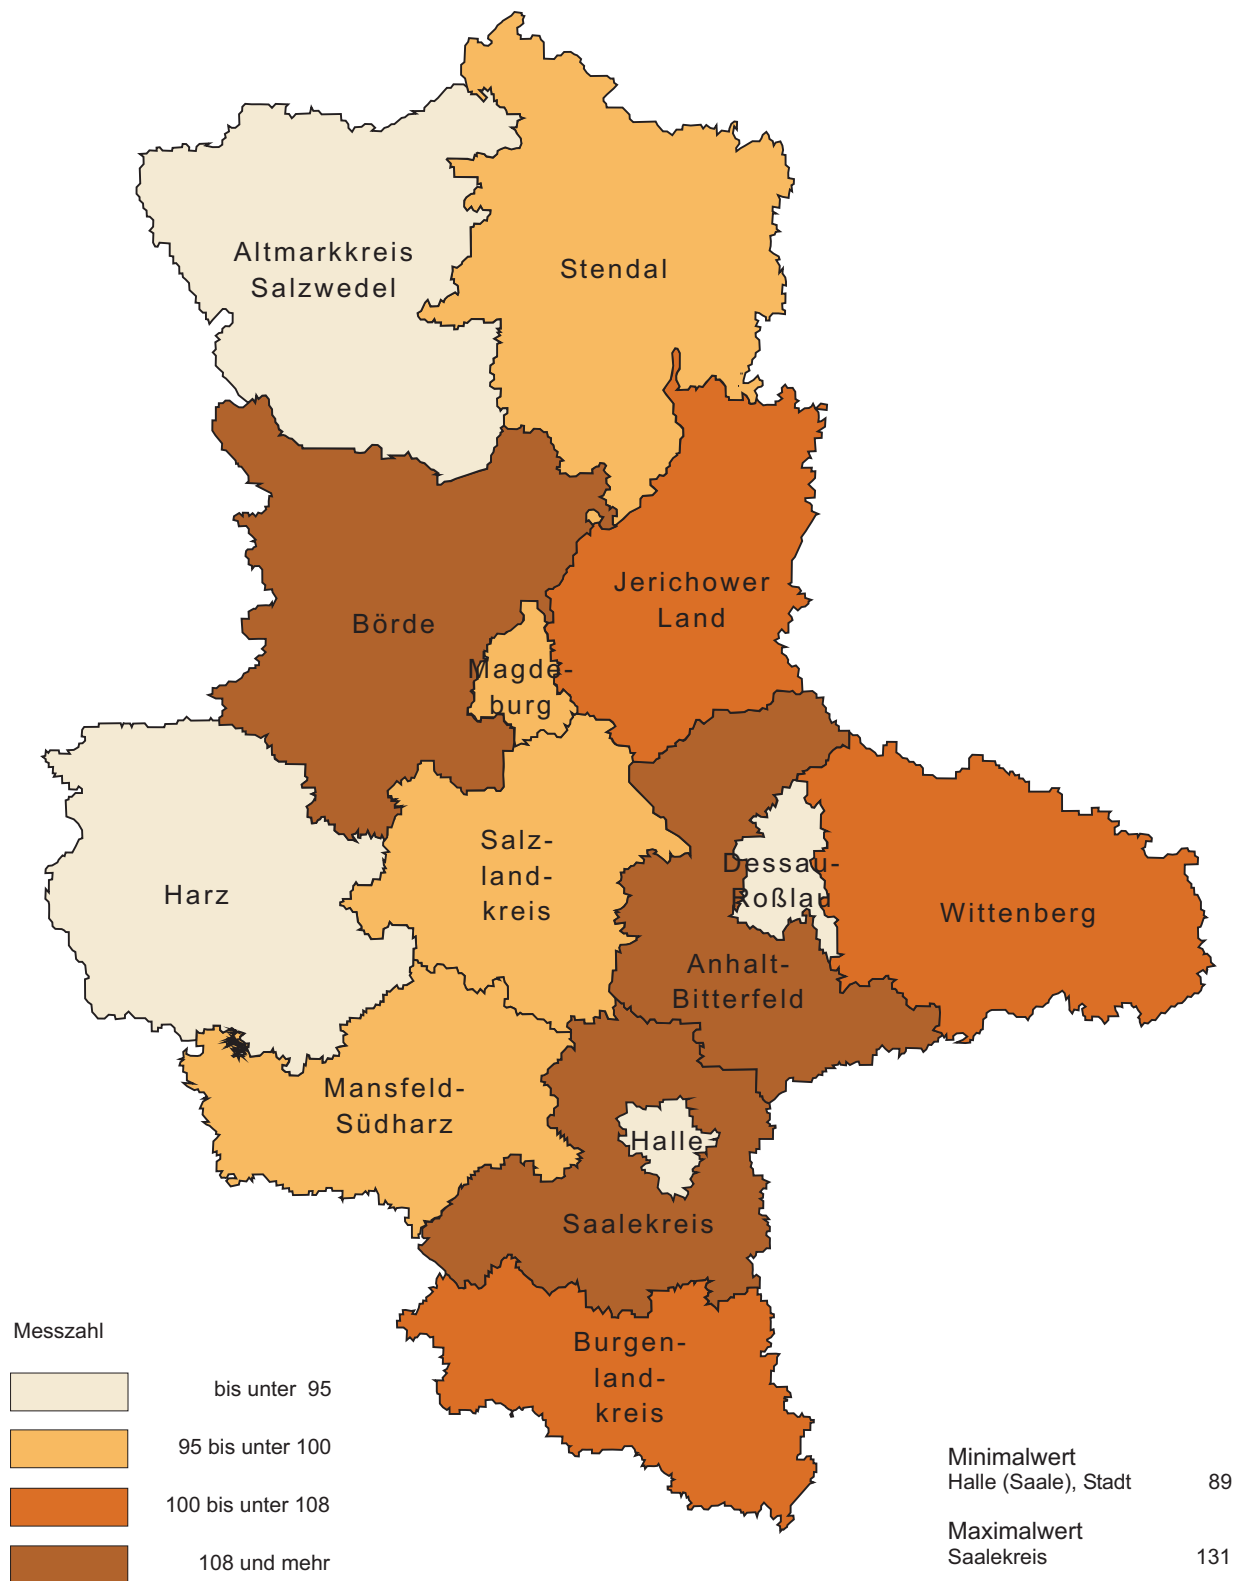 Altmarkkreis
Salzwedel
Stendal
Jerichower
Land
Börde
Magde-
burg
Salz-
land-
kreis
Dessau-
Roßlau
Harz
Wittenberg
Anhalt-
Bitterfeld
Mansfeld-
Südharz
Halle
Saalekreis
Burgen-
land-
kreis
Messzahl
bis unter 95
95 bis unter 100
100 bis unter 108
108 und mehr
Minimalwert
Halle (Saale), Stadt 89
Maximalwert
Saalekreis 131